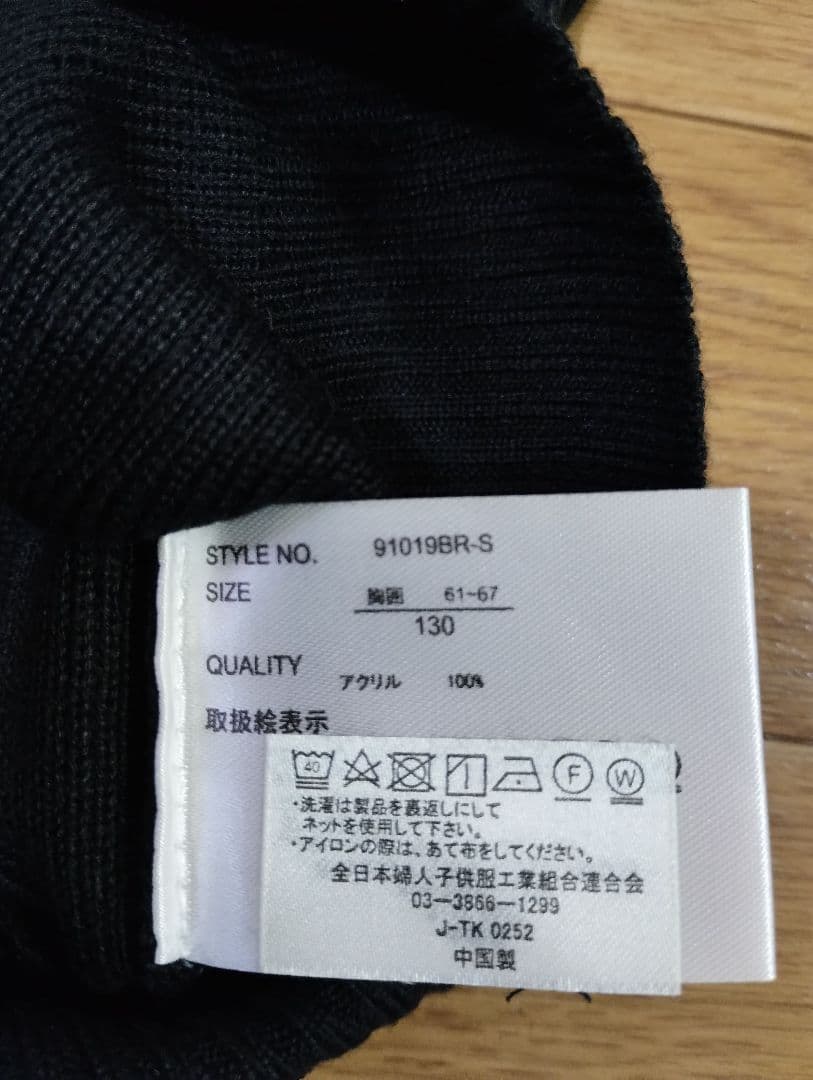 STYLE NO. 91019BR-S
SIZE 胸囲 61~67
130
QUALITY アクリル 100%
取扱絵表示
40 F W
・洗濯は製品を裏返しにして
ネットを使用して下さい。
・アイロンの際は、あて布をしてください。
全日本婦人子供服工業組合連合会
03-3866-1299
J-TK 0252
中国製